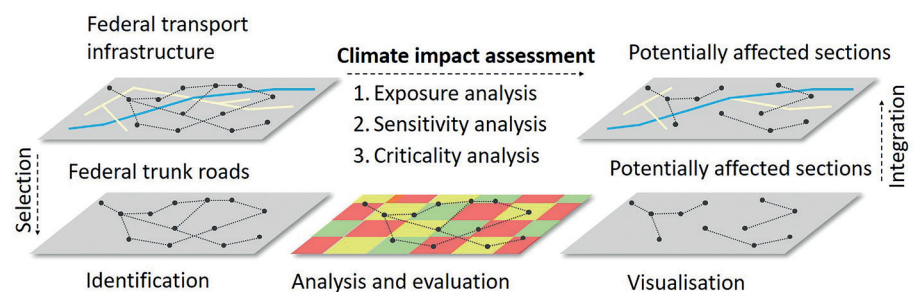 Federal transport
infrastructure
Climate impact assessment
1. Exposure analysis
2. Sensitivity analysis
3. Criticality analysis
Potentially affected sections
Selection
Federal trunk roads
Potentially affected sections
Integration
Identification
Analysis and evaluation
Visualisation